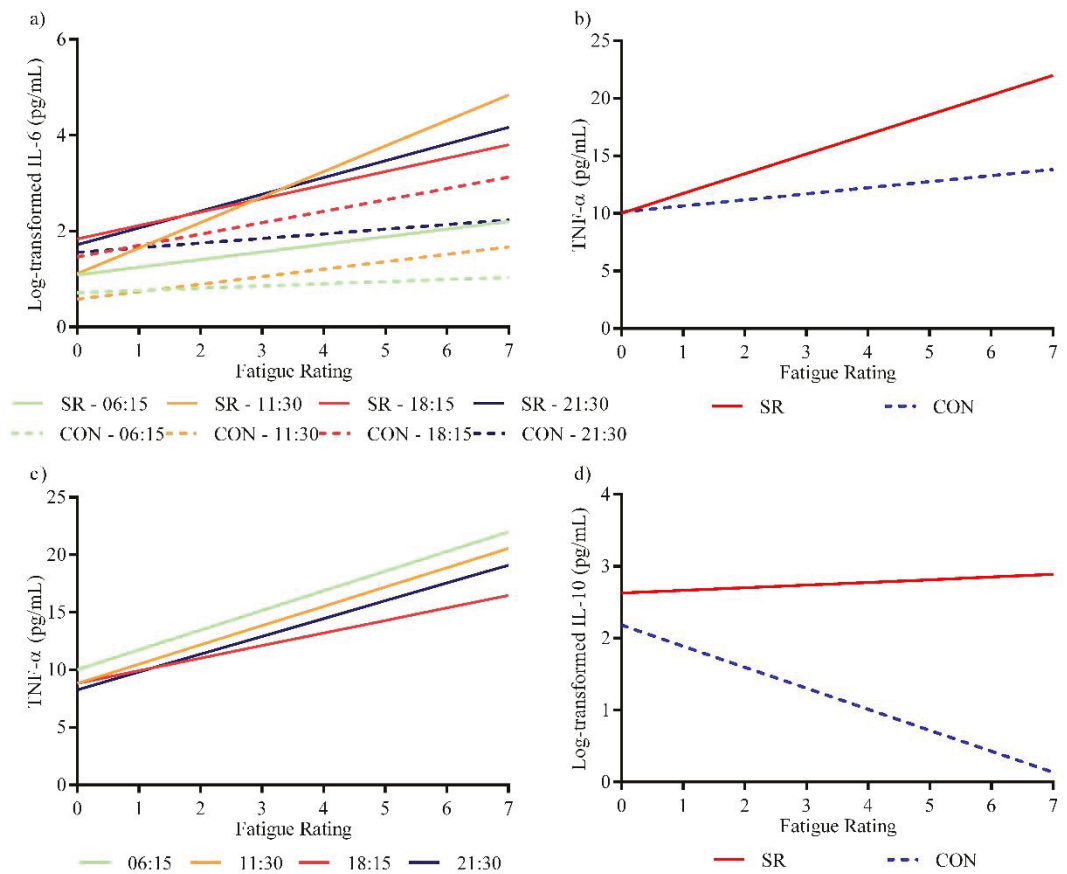 a)
Log-transformed IL-6 (pg/mL)
6
4
2
0
0 1 2 3 4 5 6 7
Fatigue Rating
SR - 06:15 SR - 11:30 SR - 18:15 SR - 21:30
CON - 06:15 CON - 11:30 CON - 18:15 CON - 21:30
b)
TNF-α (pg/mL)
25
20
15
10
5
0
0 1 2 3 4 5 6 7
Fatigue Rating
SR CON
c)
TNF-α (pg/mL)
25
20
15
10
5
0
0 1 2 3 4 5 6 7
Fatigue Rating
06:15 11:30 18:15 21:30
d)
Log-transformed IL-10 (pg/mL)
4
3
2
1
0
0 1 2 3 4 5 6 7
Fatigue Rating
SR CON